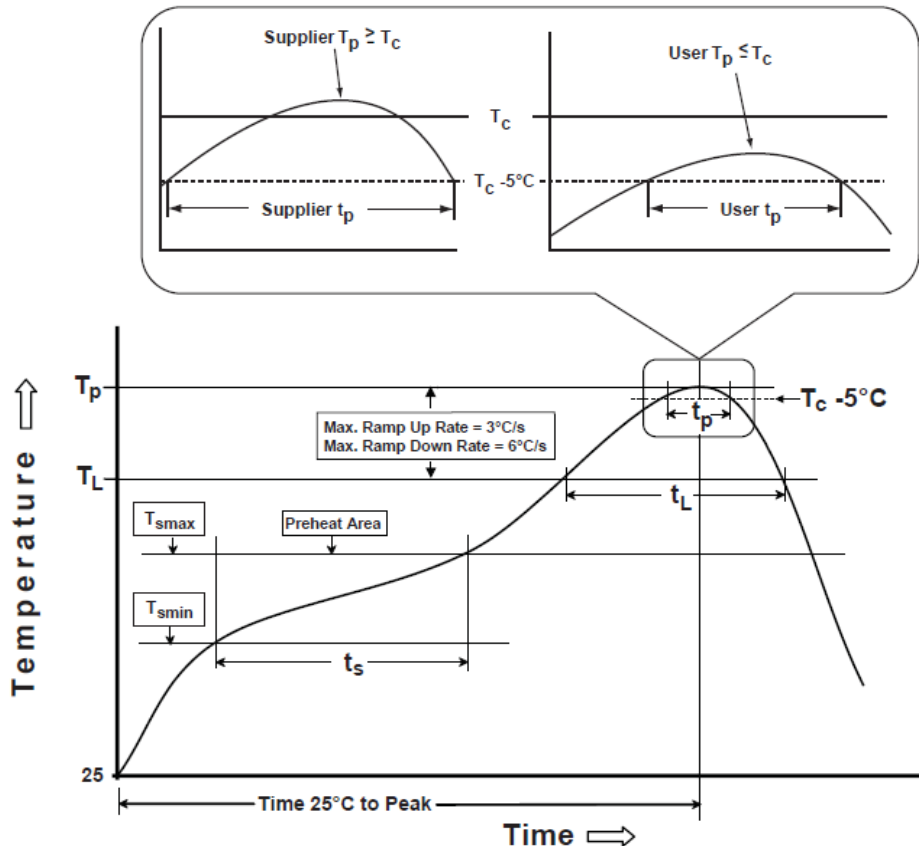 Supplier Tp ≥ Tc
User Tp ≤ Tc
Tc
Tc -5°C
Supplier tp
User tp
Tp
Tc -5°C
tp
Max. Ramp Up Rate = 3°C/s
Max. Ramp Down Rate = 6°C/s
TL
tL
Tsmax
Preheat Area
Tsmin
ts
Temperature
25
Time 25°C to Peak
Time